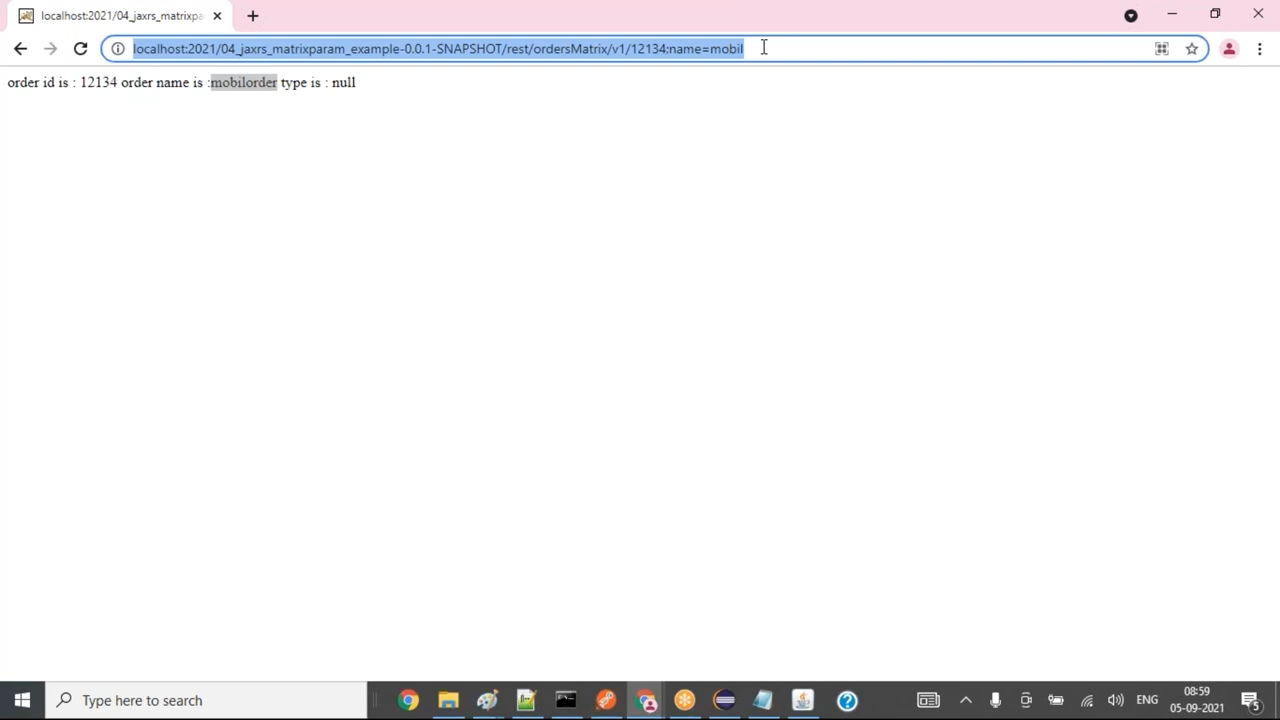 localhost:2021/04_jaxrs_matrixpa
localhost:2021/04_jaxrs_matrixparam_example-0.0.1-SNAPSHOT/rest/ordersMatrix/v1/12134;name=mobil
order id is : 12134 order name is :mobilorder type is : null
Type here to search
ENG
08:59
05-09-2021
5